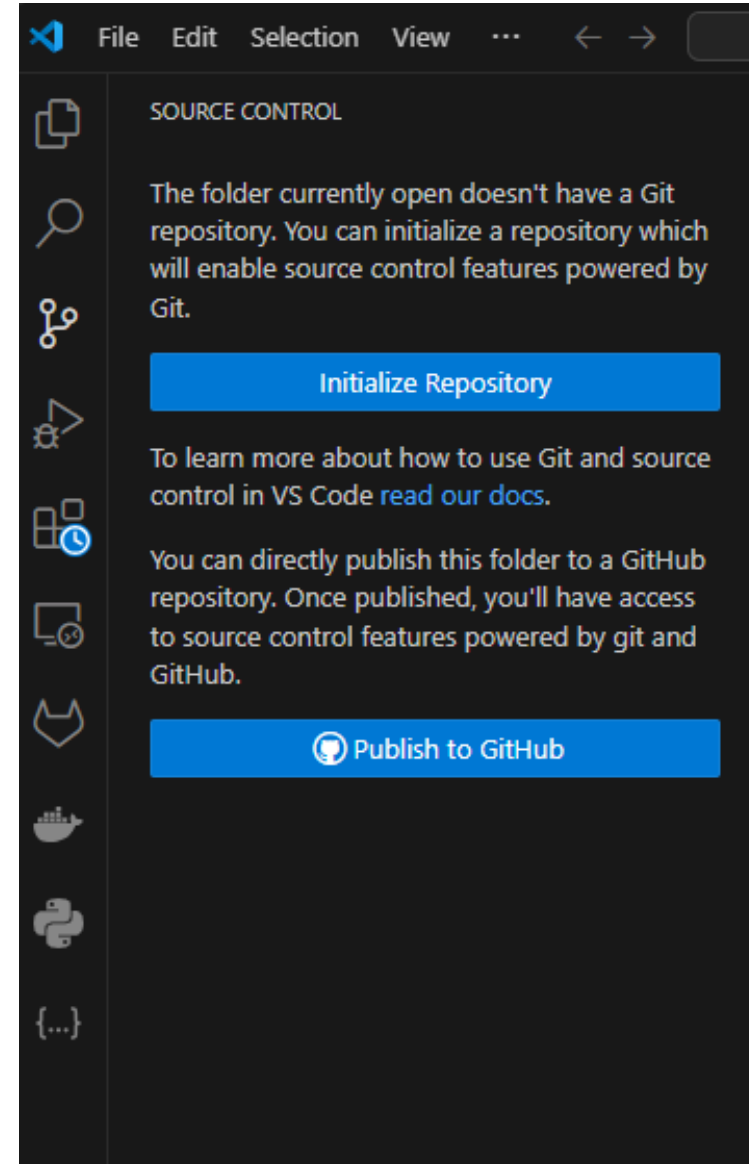 File Edit Selection View ...
SOURCE CONTROL
The folder currently open doesn't have a Git
repository. You can initialize a repository which
will enable source control features powered by
Git.
Initialize Repository
To learn more about how to use Git and source
control in VS Code read our docs.
You can directly publish this folder to a GitHub
repository. Once published, you'll have access
to source control features powered by git and
GitHub.
Publish to GitHub
{...}